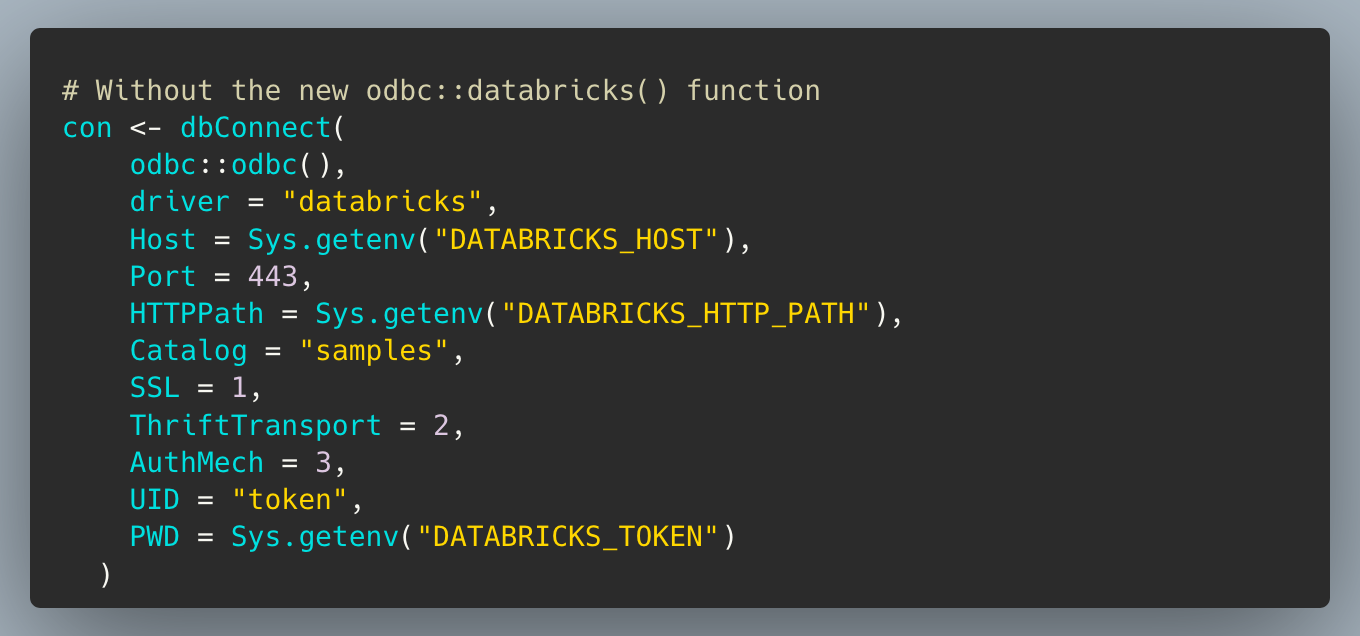 # Without the new odbc::databricks() function
con <- dbConnect(
    odbc::odbc(),
    driver = "databricks",
    Host = Sys.getenv("DATABRICKS_HOST"),
    Port = 443,
    HTTPPath = Sys.getenv("DATABRICKS_HTTP_PATH"),
    Catalog = "samples",
    SSL = 1,
    ThriftTransport = 2,
    AuthMech = 3,
    UID = "token",
    PWD = Sys.getenv("DATABRICKS_TOKEN")
  )